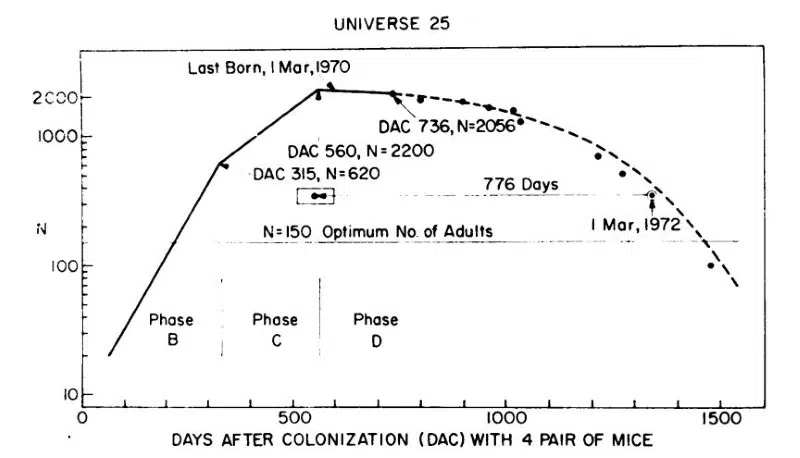 UNIVERSE 25
Last Born, 1 Mar, 1970
2000
1000
DAC 736, N=2056
DAC 560, N=2200
DAC 315, N=620
776 Days
N
1 Mar, 1972
N=150 Optimum No. of Adults
100
Phase B
Phase C
Phase D
10
0 500 1000 1500
DAYS AFTER COLONIZATION (DAC) WITH 4 PAIR OF MICE